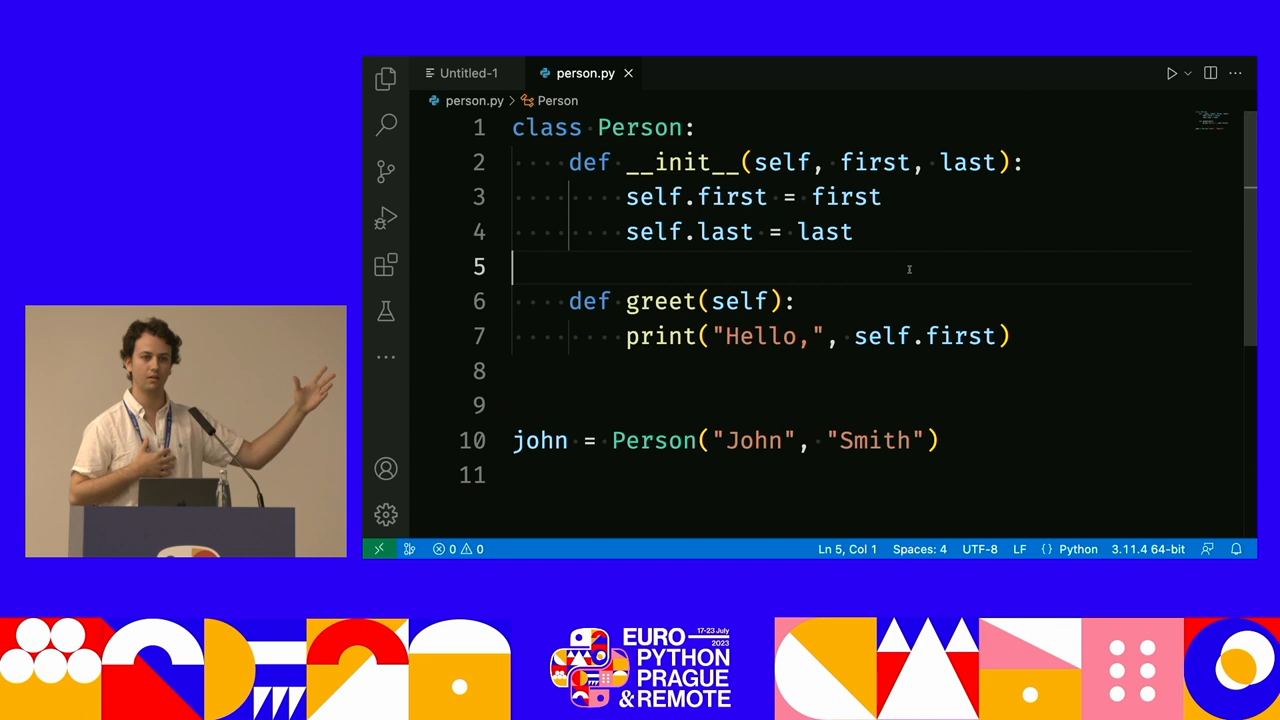 Untitled-1
person.py
person.py > Person
1 class Person:
2 def __init__(self, first, last):
3 self.first = first
4 self.last = last
5
6 def greet(self):
7 print("Hello,", self.first)
8
9
10 john = Person("John", "Smith")
11
0 0
Ln 5, Col 1 Spaces: 4 UTF-8 LF {} Python 3.11.4 64-bit
EURO 17-23 July 2023
PYTHON
PRAGUE
& REMOTE